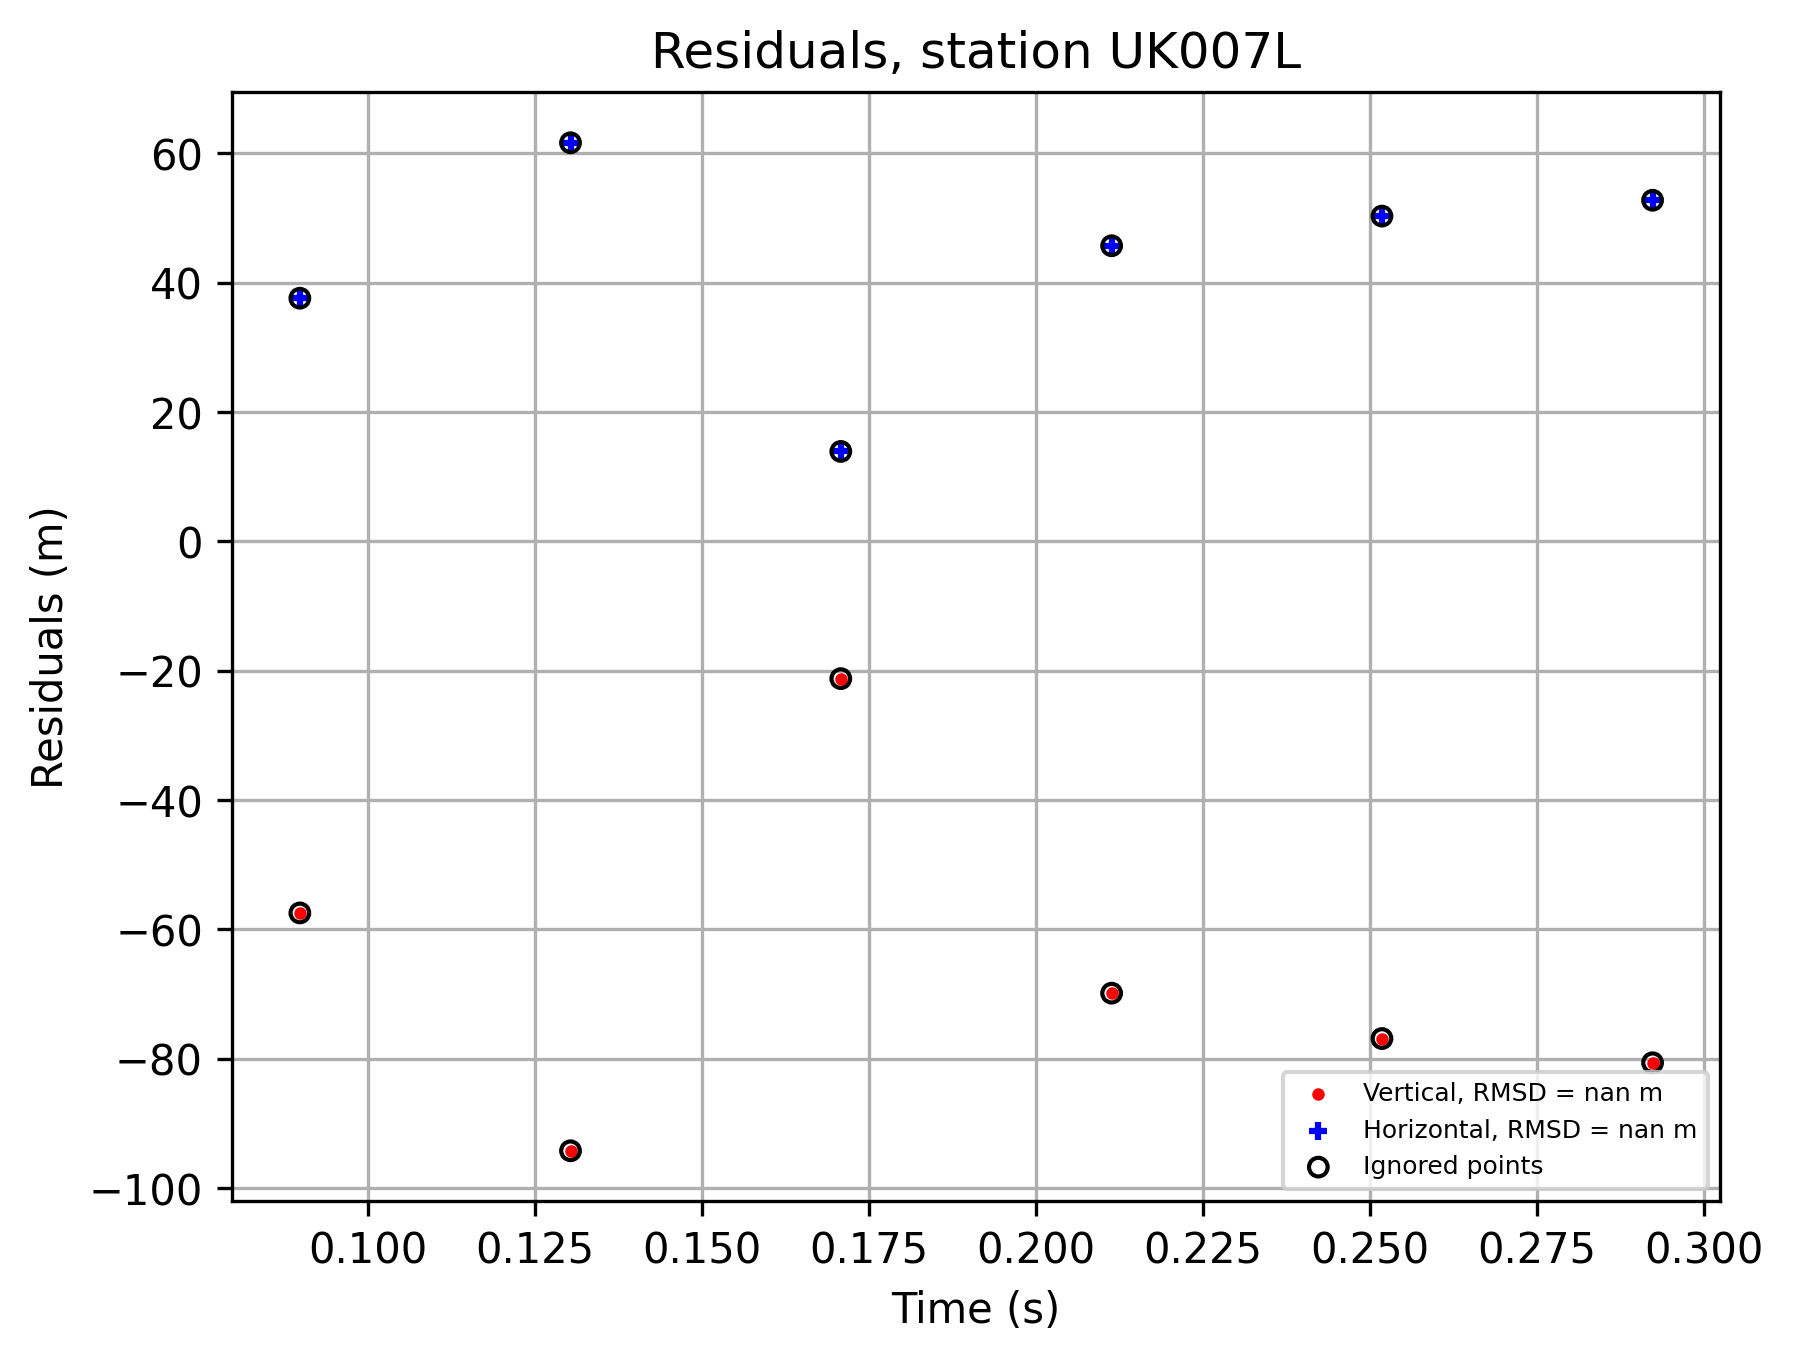 Residuals, station UK007L
60
40
20
0
−20
−40
−60
−80
−100
Residuals (m)
Vertical, RMSD = nan m
Horizontal, RMSD = nan m
Ignored points
0.100 0.125 0.150 0.175 0.200 0.225 0.250 0.275 0.300
Time (s)